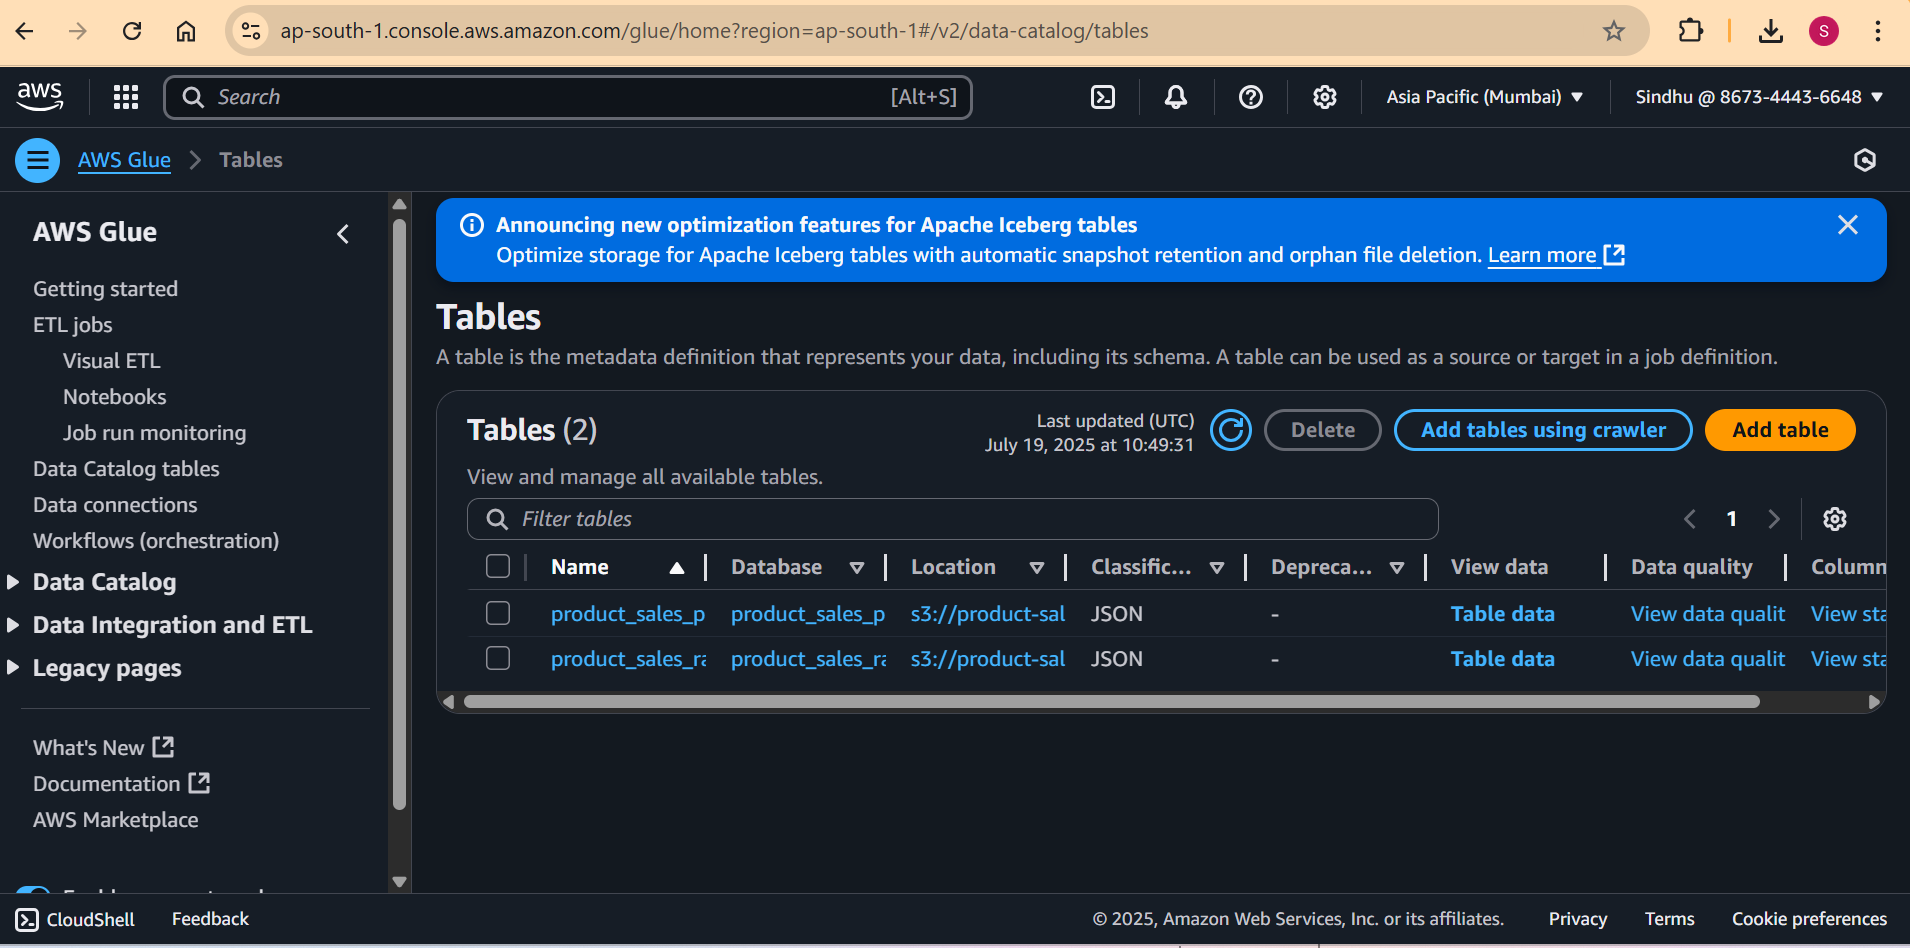 ap-south-1.console.aws.amazon.com/glue/home?region=ap-south-1#/v2/data-catalog/tables
S
aws
Search
[Alt+S]
Asia Pacific (Mumbai)
Sindhu @ 8673-4443-6648
AWS Glue
Tables
AWS Glue
Getting started
ETL jobs
Visual ETL
Notebooks
Job run monitoring
Data Catalog tables
Data connections
Workflows (orchestration)
Data Catalog
Data Integration and ETL
Legacy pages
What's New
Documentation
AWS Marketplace
Announcing new optimization features for Apache Iceberg tables
Optimize storage for Apache Iceberg tables with automatic snapshot retention and orphan file deletion. Learn more
Tables
A table is the metadata definition that represents your data, including its schema. A table can be used as a source or target in a job definition.
Tables (2)
Last updated (UTC)
July 19, 2025 at 10:49:31
Delete
Add tables using crawler
Add table
View and manage all available tables.
Filter tables
1
Name Database Location Classific... Depreca... View data Data quality Column
product_sales_p product_sales_p s3://product-sal JSON - Table data View data qualit View sta
product_sales_ra product_sales_ra s3://product-sal JSON - Table data View data qualit View sta
CloudShell
Feedback
© 2025, Amazon Web Services, Inc. or its affiliates.
Privacy
Terms
Cookie preferences